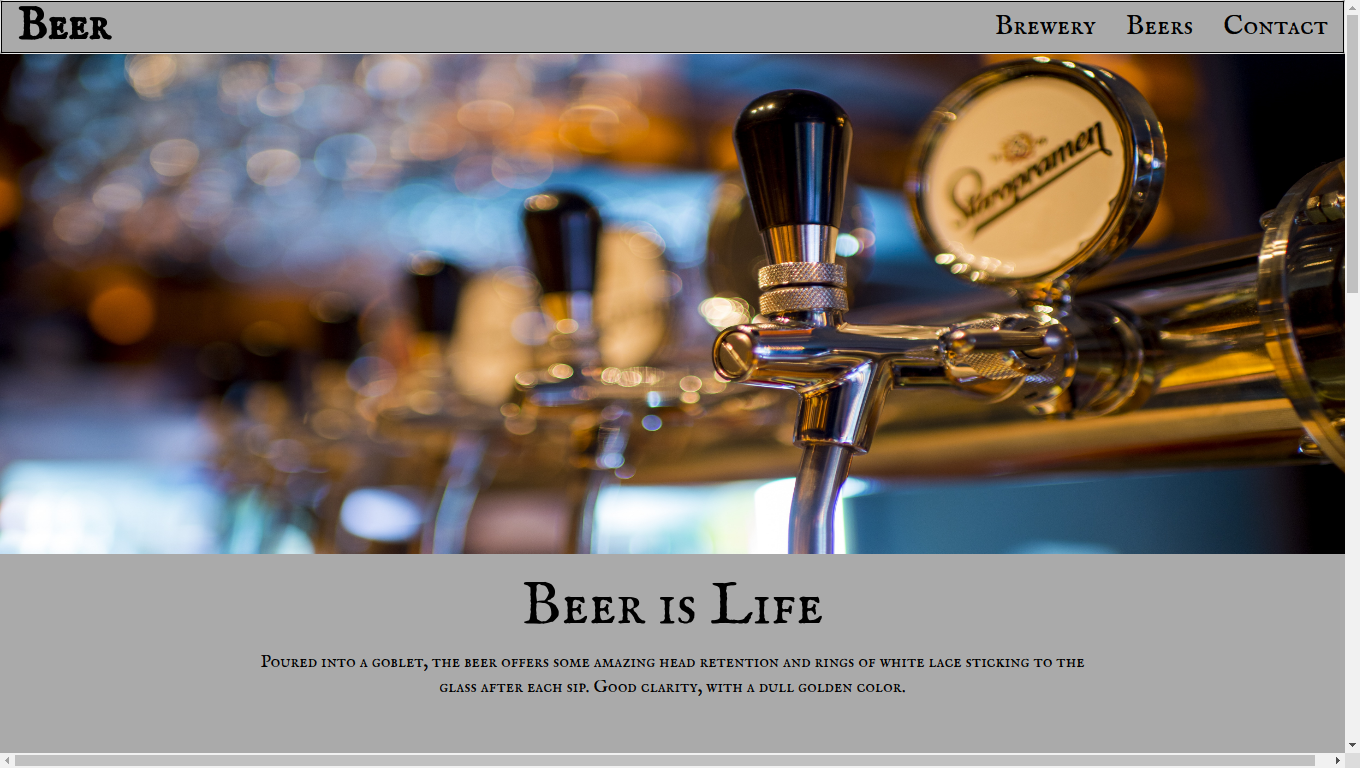 Beer
Brewery Beers Contact
Staropramen
Beer is Life
Poured into a goblet, the beer offers some amazing head retention and rings of white lace sticking to the
glass after each sip. Good clarity, with a dull golden color.